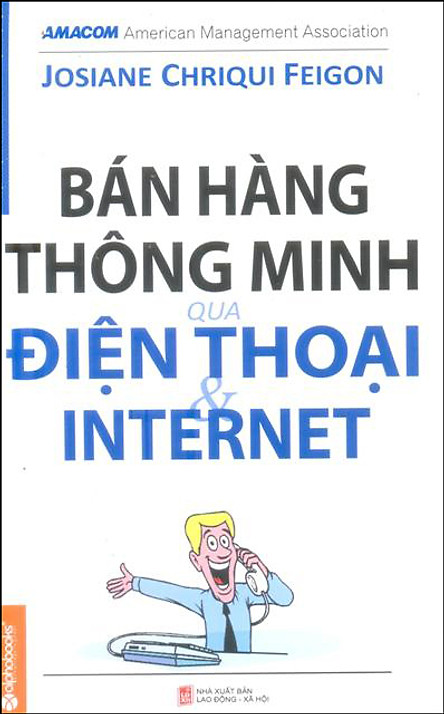 AMACOM American Management Association
JOSIANE CHRIQUI FEIGON
BÁN HÀNG
THÔNG MINH
QUA
ĐIỆN THOẠI
&
INTERNET
alphabooks
NHÀ XUẤT BẢN
LAO ĐỘNG - XÃ HỘI